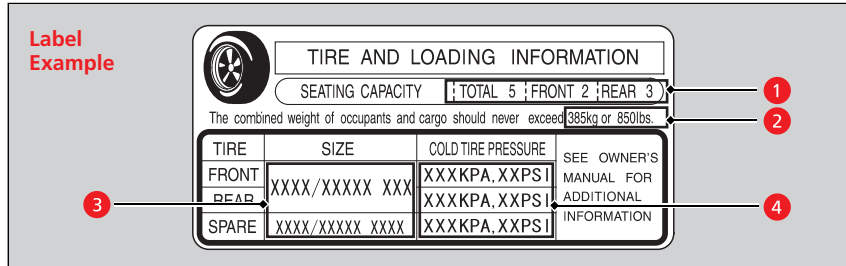 Label
Example
TIRE AND LOADING INFORMATION
SEATING CAPACITY TOTAL 5 FRONT 2 REAR 3
1
The combined weight of occupants and cargo should never exceed 385kg or 850lbs.
2
TIRE SIZE COLD TIRE PRESSURE
SEE OWNER'S
MANUAL FOR
ADDITIONAL
INFORMATION
FRONT XXXX/XXXXX XXX XXXKPA,XXPSI
REAR XXXKPA,XXPSI
3
4
SPARE XXXX/XXXXX XXXX XXXKPA,XXPSI